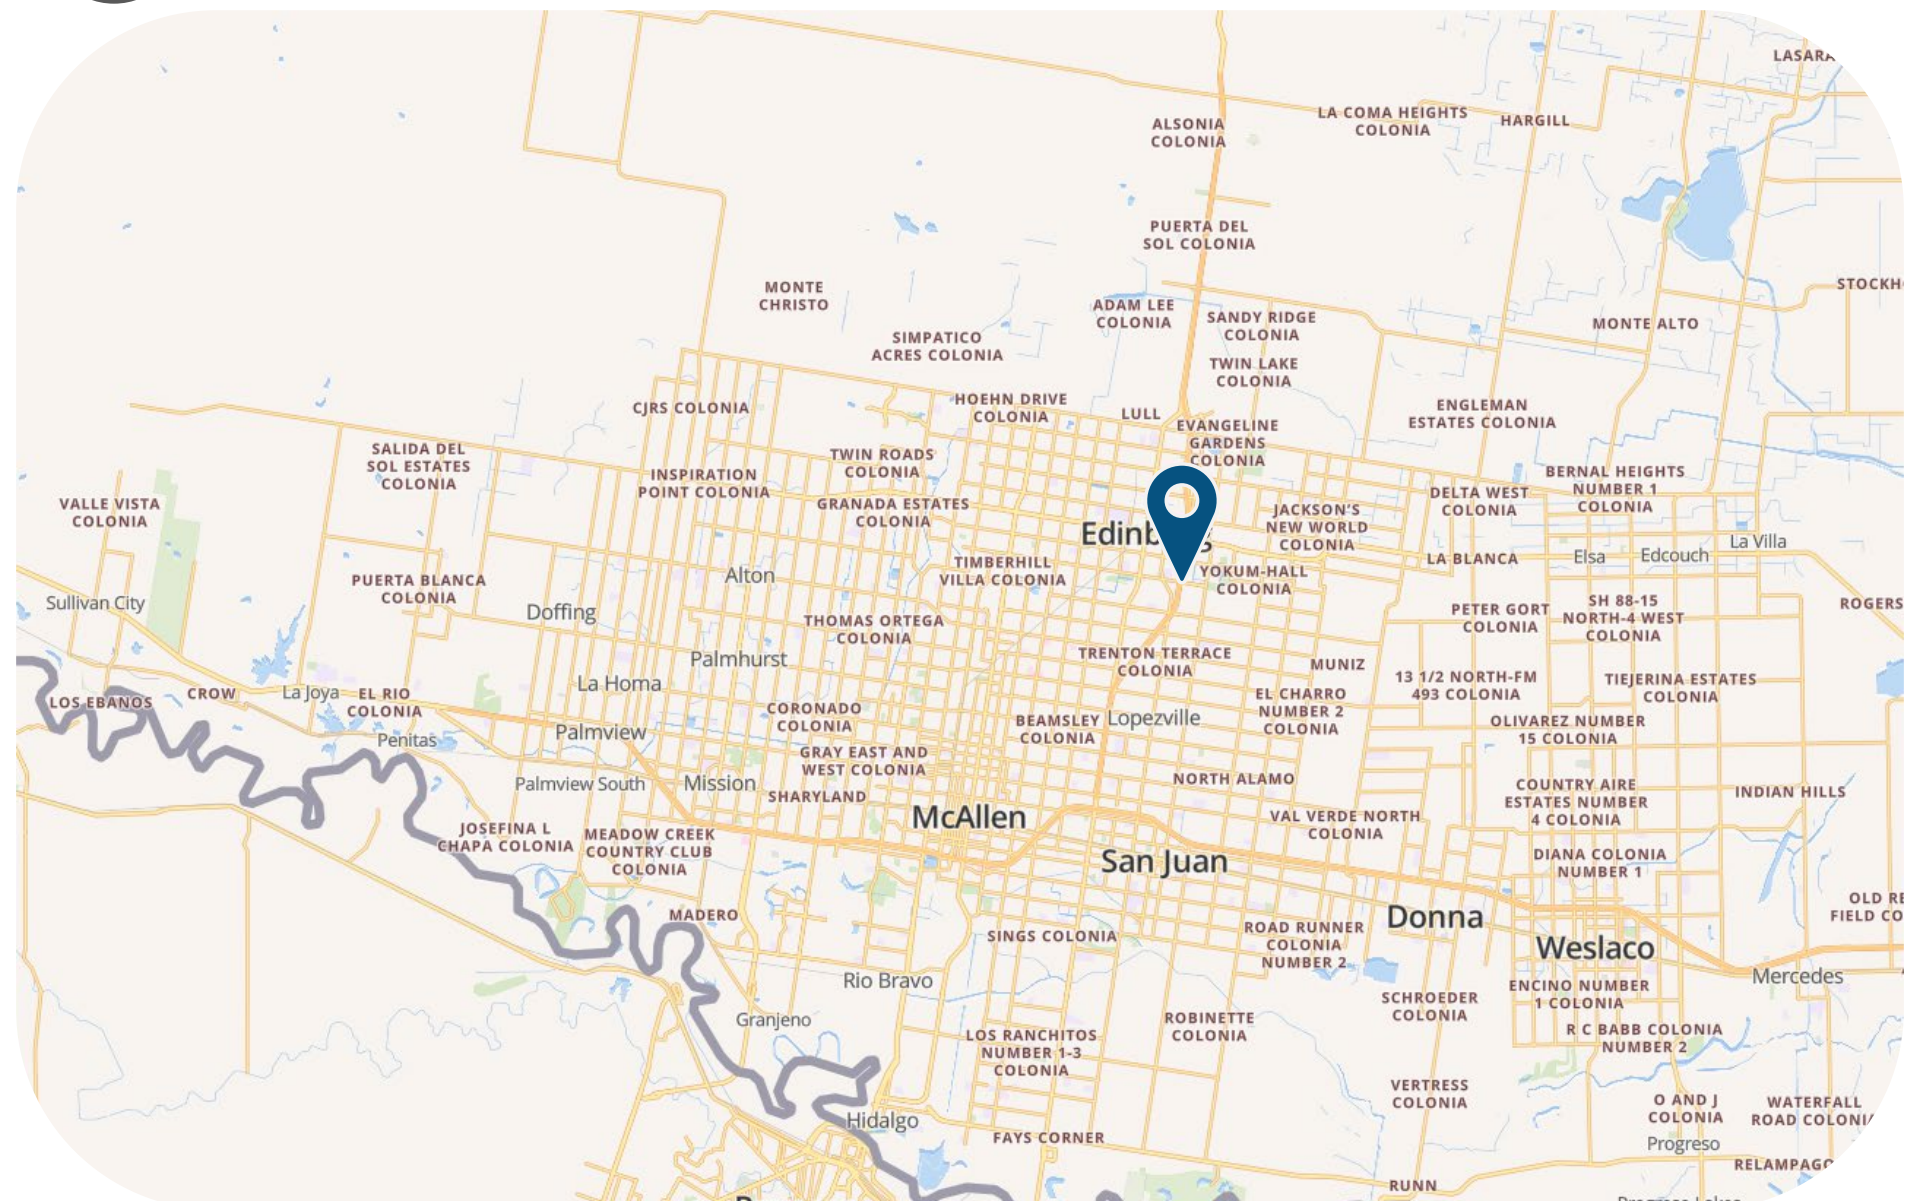 LASARA
LA COMA HEIGHTS
COLONIA
HARGILL
ALSONIA
COLONIA
PUERTA DEL
SOL COLONIA
STOCKH
MONTE
CHRISTO
ADAM LEE
COLONIA
SANDY RIDGE
COLONIA
MONTE ALTO
SIMPATICO
ACRES COLONIA
TWIN LAKE
COLONIA
CJRS COLONIA
HOEHN DRIVE
COLONIA
LULL
ENGLEMAN
ESTATES COLONIA
EVANGELINE
GARDENS
COLONIA
SALIDA DEL
SOL ESTATES
COLONIA
TWIN ROADS
COLONIA
INSPIRATION
POINT COLONIA
BERNAL HEIGHTS
NUMBER 1
COLONIA
VALLE VISTA
COLONIA
GRANADA ESTATES
COLONIA
DELTA WEST
COLONIA
JACKSON'S
NEW WORLD
COLONIA
Edinb
La Villa
LA BLANCA
Elsa
Edcouch
TIMBERHILL
VILLA COLONIA
Alton
YOKUM-HALL
COLONIA
PUERTA BLANCA
COLONIA
Sullivan City
Doffing
PETER GORT
COLONIA
SH 88-15
NORTH-4 WEST
COLONIA
ROGERS
THOMAS ORTEGA
COLONIA
Palmhurst
TRENTON TERRACE
COLONIA
MUNIZ
La Homa
13 1/2 NORTH-FM
493 COLONIA
TIEJERINA ESTATES
COLONIA
LOS EBANOS
CROW
La Joya
EL RIO
COLONIA
EL CHARRO
NUMBER 2
COLONIA
CORONADO
COLONIA
BEAMSLEY
COLONIA
Lopezville
OLIVAREZ NUMBER
15 COLONIA
Penitas
Palmview
GRAY EAST AND
WEST COLONIA
Palmview South
Mission
SHARYLAND
NORTH ALAMO
COUNTRY AIRE
ESTATES NUMBER
4 COLONIA
INDIAN HILLS
McAllen
VAL VERDE NORTH
COLONIA
JOSEFINA L
CHAPA COLONIA
MEADOW CREEK
COUNTRY CLUB
COLONIA
San Juan
DIANA COLONIA
NUMBER 1
OLD RE
FIELD CO
MADERO
Donna
SINGS COLONIA
ROAD RUNNER
COLONIA
NUMBER 2
Weslaco
Rio Bravo
Mercedes
ENCINO NUMBER
1 COLONIA
SCHROEDER
COLONIA
Granjeno
ROBINETTE
COLONIA
R C BABB COLONIA
NUMBER 2
LOS RANCHITOS
NUMBER 1-3
COLONIA
VERTRESS
COLONIA
O AND J
COLONIA
WATERFALL
ROAD COLONIA
Hidalgo
FAYS CORNER
Progreso
RELAMPAGO
RUNN